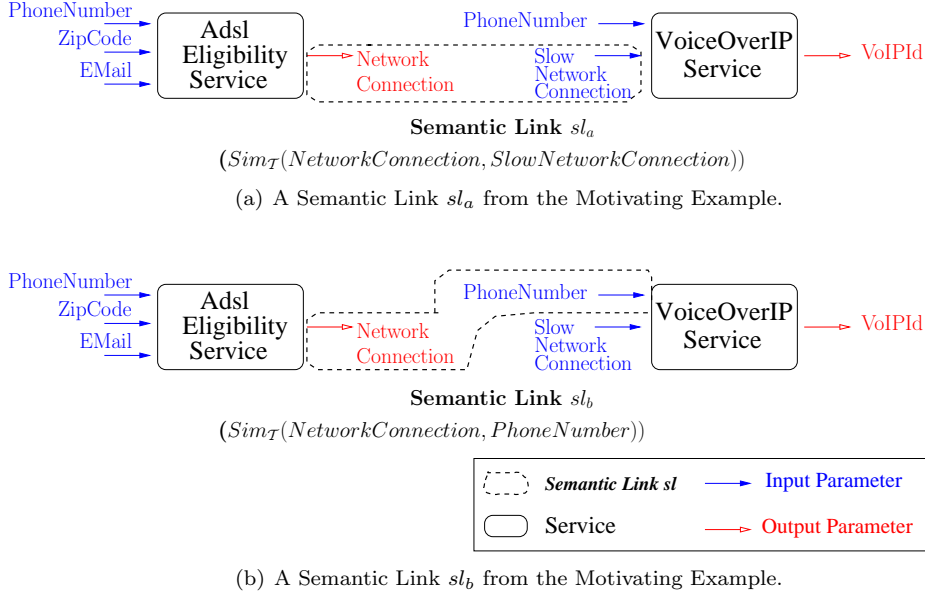 PhoneNumber
ZipCode
EMail
Adsl
Eligibility
Service
Network
Connection
PhoneNumber
Slow
Network
Connection
VoiceOverIP
Service
VoIPId
Semantic Link sl_a
(Sim_T(NetworkConnection, SlowNetworkConnection))
(a) A Semantic Link sl_a from the Motivating Example.
PhoneNumber
ZipCode
EMail
Adsl
Eligibility
Service
Network
Connection
PhoneNumber
Slow
Network
Connection
VoiceOverIP
Service
VoIPId
Semantic Link sl_b
(Sim_T(NetworkConnection, PhoneNumber))
Semantic Link sl
Input Parameter
Service
Output Parameter
(b) A Semantic Link sl_b from the Motivating Example.